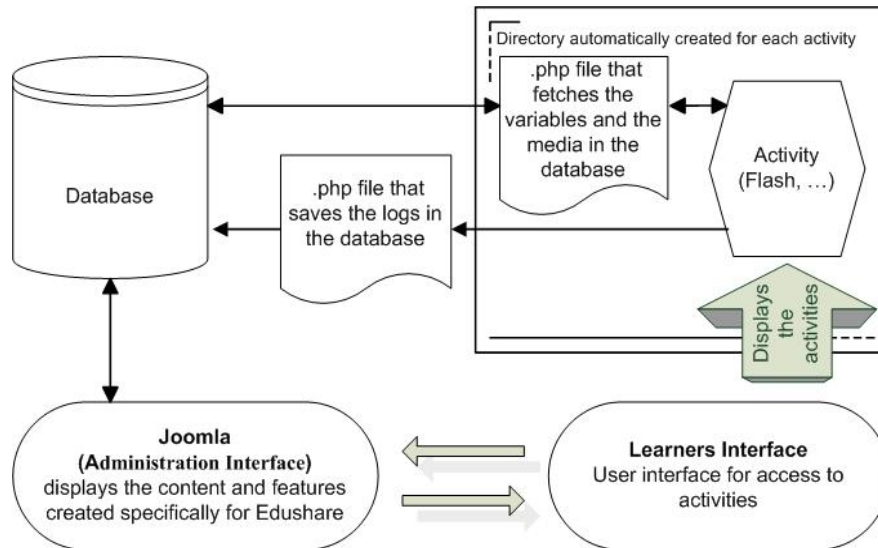 Directory automatically created for each activity
.php file that
fetches the
variables and the
media in the
database
Database
Activity
(Flash, ...)
.php file that
saves the logs in
the database
Displays
the
activities
Joomla
(Administration Interface)
displays the content and features
created specifically for Edushare
Learners Interface
User interface for access to
activities